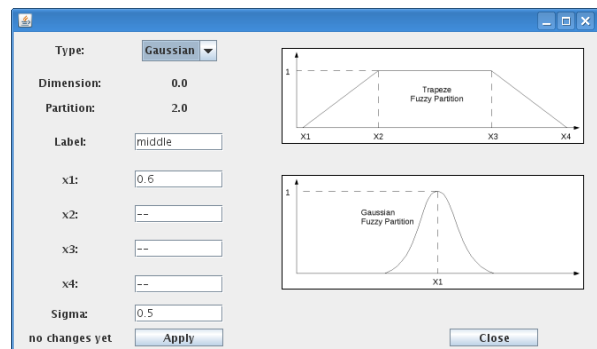 Type: Gaussian
Dimension: 0.0
Partition: 2.0
Label: middle
x1: 0.6
x2: --
x3: --
x4: --
Sigma: 0.5
no changes yet Apply
1
Trapeze
Fuzzy Partition
X1 X2 X3 X4
1
Gaussian
Fuzzy Partition
X1
Close